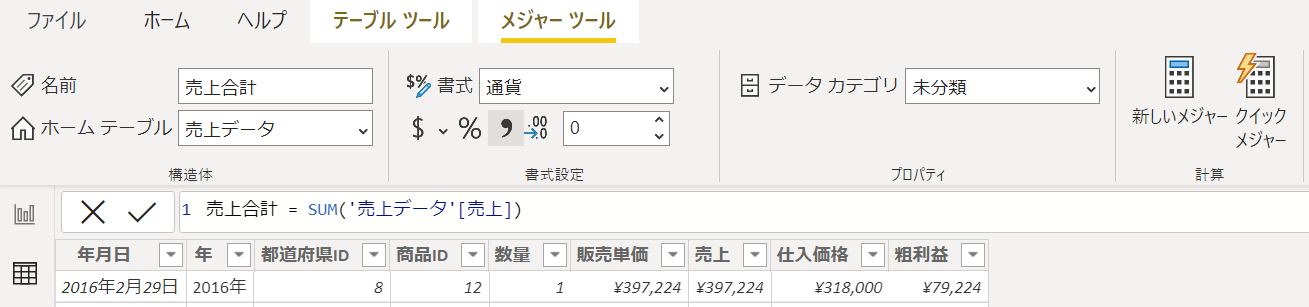 ファイル ホーム ヘルプ テーブル ツール メジャー ツール
名前 売上合計 $% 書式 通貨 データ カテゴリ 未分類
ホーム テーブル 売上データ $ % , .00 .0 0 新しいメジャー クイック メジャー
構造体 書式設定 プロパティ 計算
1 売上合計 = SUM('売上データ'[売上])
年月日 年 都道府県ID 商品ID 数量 販売単価 売上 仕入価格 粗利益
2016年2月29日 2016年 8 12 1 ¥397,224 ¥397,224 ¥318,000 ¥79,224